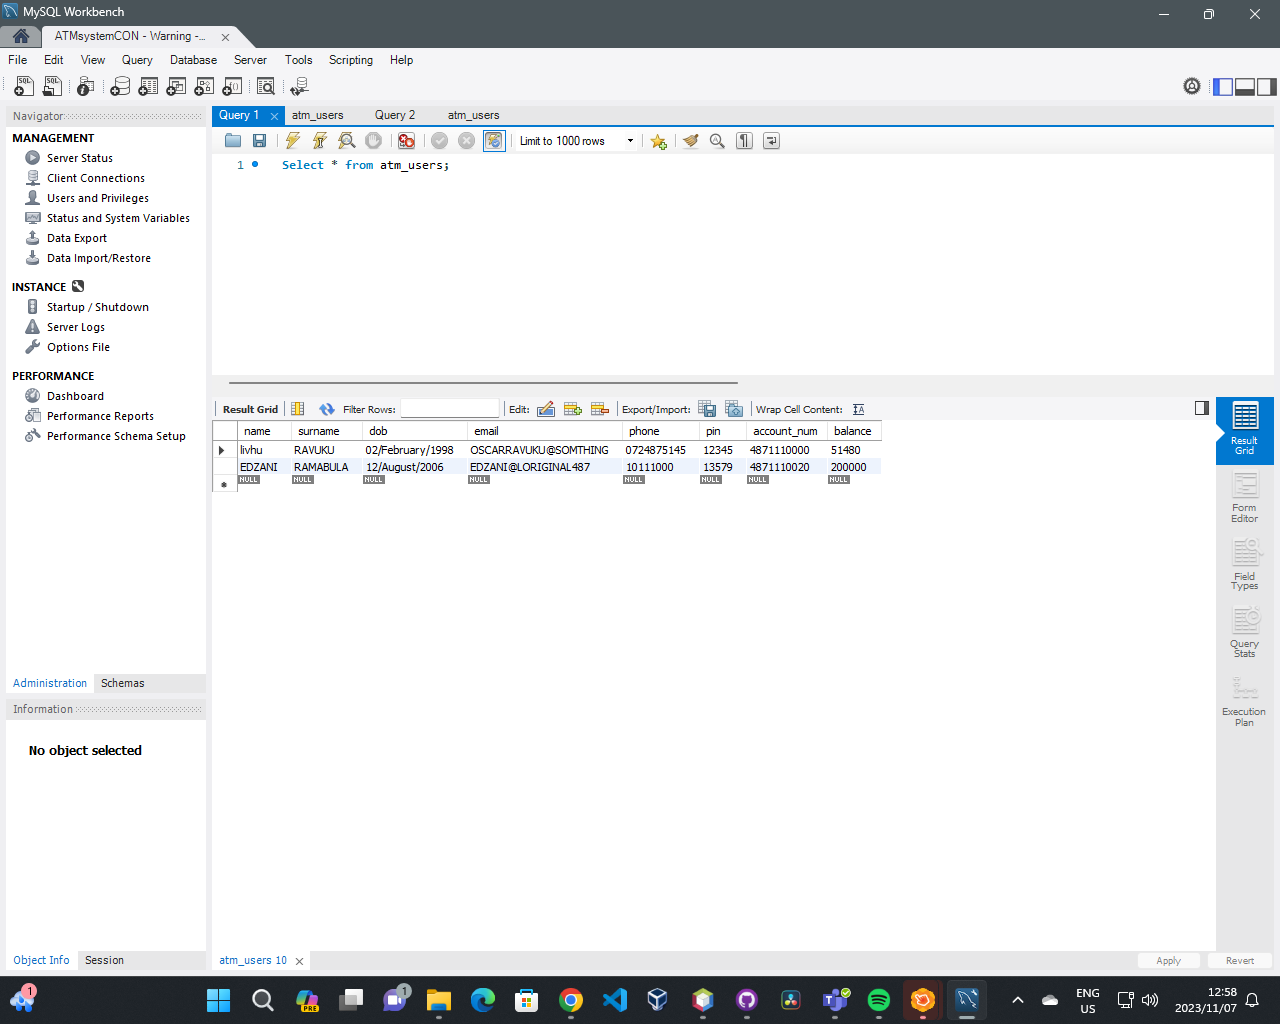 MySQL Workbench
ATMsystemCON - Warning -...
File Edit View Query Database Server Tools Scripting Help
Navigator
MANAGEMENT
Server Status
Client Connections
Users and Privileges
Status and System Variables
Data Export
Data Import/Restore
INSTANCE
Startup / Shutdown
Server Logs
Options File
PERFORMANCE
Dashboard
Performance Reports
Performance Schema Setup
Administration Schemas
Information
No object selected
Object Info Session
Query 1 atm_users Query 2 atm_users
Limit to 1000 rows
1 Select * from atm_users;
Result Grid Filter Rows: Edit: Export/Import: Wrap Cell Content:
name surname dob email phone pin account_num balance
livhu RAVUKU 02/February/1998 OSCARRAVUKU@SOMTHING 0724875145 12345 4871110000 51480
EDZANI RAMABULA 12/August/2006 EDZANI@LORIGINAL487 10111000 13579 4871110020 200000
NULL NULL NULL NULL NULL NULL NULL NULL
Result
Grid
Form
Editor
Field
Types
Query
Stats
Execution
Plan
atm_users 10
Apply Revert
1
PRE
1
ENG
US
12:58
2023/11/07